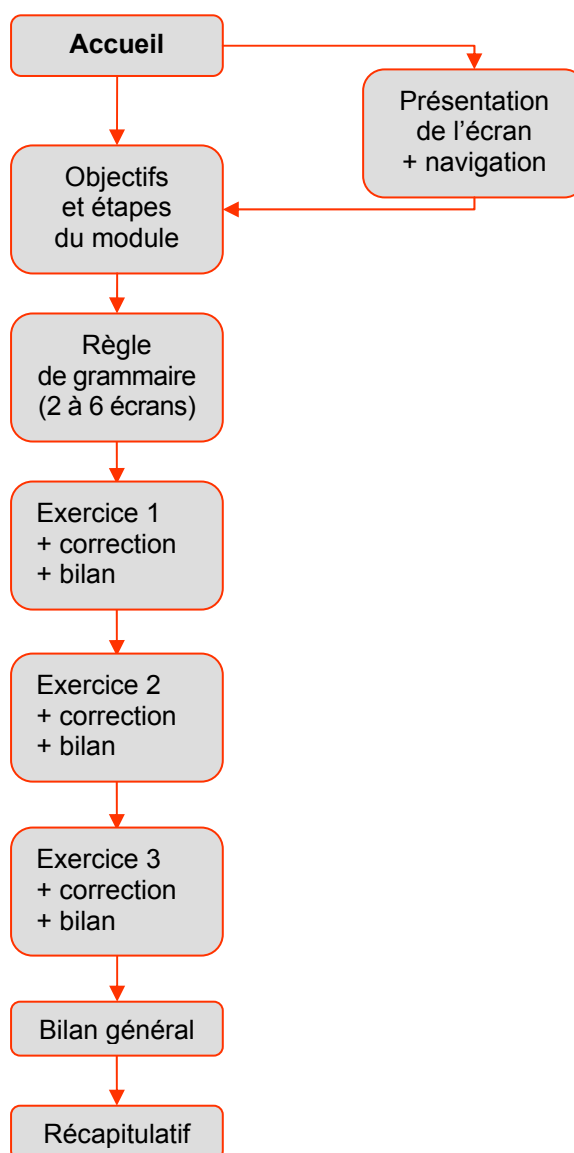 Accueil
Présentation
de l’écran
+ navigation
Objectifs
et étapes
du module
Règle
de grammaire
(2 à 6 écrans)
Exercice 1
+ correction
+ bilan
Exercice 2
+ correction
+ bilan
Exercice 3
+ correction
+ bilan
Bilan général
Récapitulatif